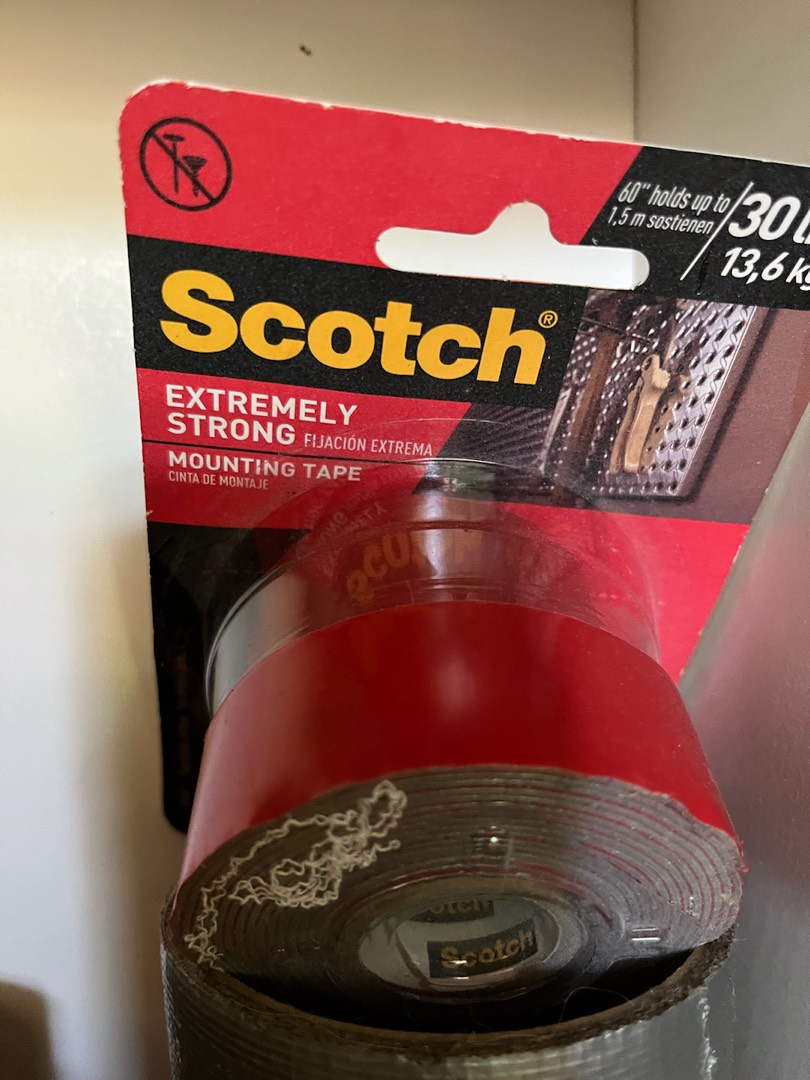 60" holds up to
1,5 m sostienen
30
13,6 kg
Scotch®
EXTREMELY
STRONG FIJACIÓN EXTREMA
MOUNTING TAPE
CINTA DE MONTAJE
Scotch